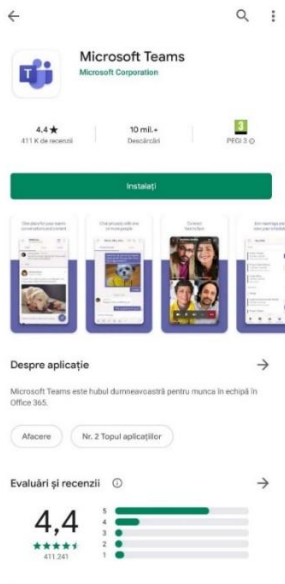 Microsoft Teams
Microsoft Corporation
4,4★
411 K de recenzii
10 mil.+
Descărcări
3
PEGI 3
Instalați
Despre aplicație
Microsoft Teams este hubul dumneavoastră pentru munca în echipă în
Office 365.
Afacere
Nr. 2 Topul aplicațiilor
Evaluări și recenzii
4,4
411.241
5
4
3
2
1